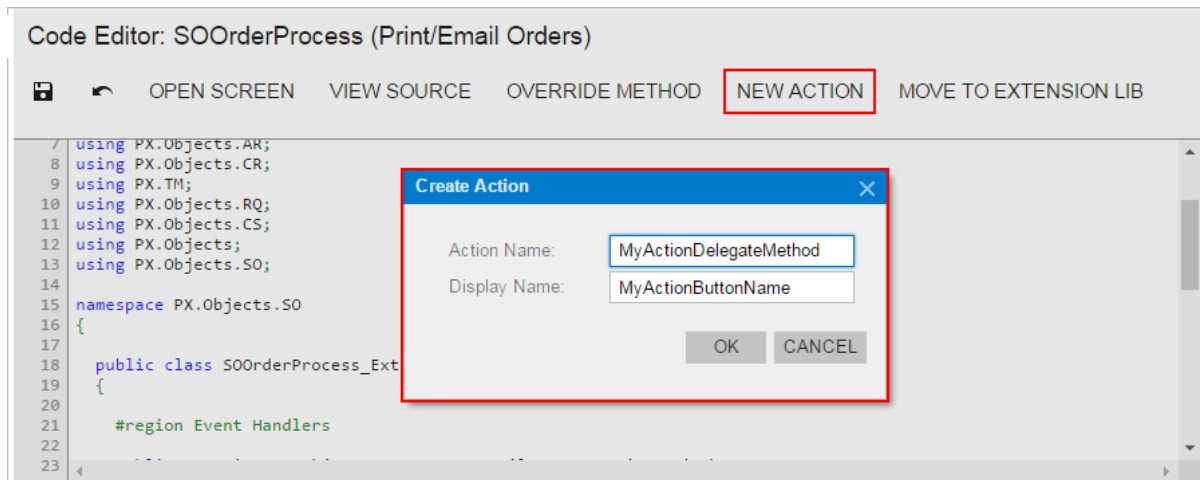 Code Editor: SOOrderProcess (Print/Email Orders)
OPEN SCREEN VIEW SOURCE OVERRIDE METHOD NEW ACTION MOVE TO EXTENSION LIB
7 using PX.Objects.AR;
8 using PX.Objects.CR;
9 using PX.TM;
10 using PX.Objects.RQ;
11 using PX.Objects.CS;
12 using PX.Objects;
13 using PX.Objects.SO;
14
15 namespace PX.Objects.SO
16 {
17
18 public class SOOrderProcess_Ext
19 {
20
21 #region Event Handlers
22
23
Create Action
Action Name: MyActionDelegateMethod
Display Name: MyActionButtonName
OK CANCEL